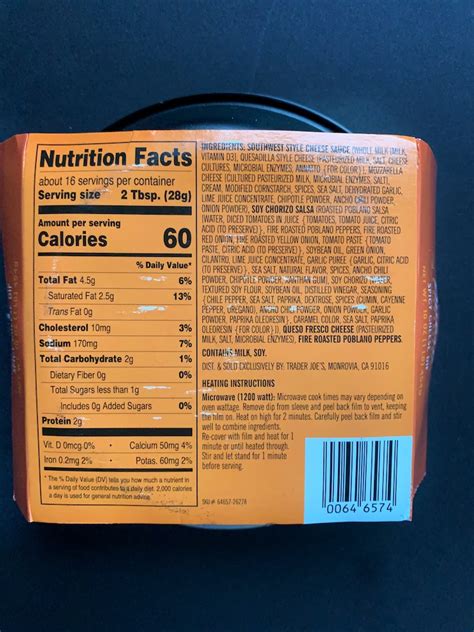 Nutrition Facts
about 16 servings per container
Serving size 2 Tbsp. (28g)
Amount per serving
Calories 60
% Daily Value*
Total Fat 4.5g 6%
Saturated Fat 2.5g 13%
Trans Fat 0g
Cholesterol 10mg 3%
Sodium 170mg 7%
Total Carbohydrate 2g 1%
Dietary Fiber 0g 0%
Total Sugars less than 1g
Includes 0g Added Sugars 0%
Protein 2g
Vit. D 0mcg 0% • Calcium 50mg 4%
Iron 0.2mg 2% • Potas. 60mg 2%
* The % Daily Value (DV) tells you how much a nutrient in
a serving of food contributes to a daily diet. 2,000 calories
a day is used for general nutrition advice.
INGREDIENTS: SOUTHWEST STYLE CHEESE SAUCE (WHOLE MILK (MILK,
VITAMIN D3), QUESADILLA STYLE CHEESE (PASTEURIZED MILK, SALT, CHEESE
CULTURES, MICROBIAL ENZYMES, ANNATTO {FOR COLOR}), MOZZARELLA
CHEESE (CULTURED PASTEURIZED MILK, MICROBIAL ENZYMES, SALT),
CREAM, MODIFIED CORNSTARCH, SPICES, SEA SALT, DEHYDRATED GARLIC,
LIME JUICE CONCENTRATE, CHIPOTLE POWDER, ANCHO CHILI POWDER,
ONION POWDER), SOY CHORIZO SALSA (ROASTED POBLANO SALSA
(WATER, DICED TOMATOES IN JUICE {TOMATOES, TOMATO JUICE, CITRIC
ACID (TO PRESERVE)}, FIRE ROASTED POBLANO PEPPERS, FIRE ROASTED
RED ONION, FIRE ROASTED YELLOW ONION, TOMATO PASTE {TOMATO
PASTE, CITRIC ACID (TO PRESERVE)}, SOYBEAN OIL, GREEN ONION,
CILANTRO, LIME JUICE CONCENTRATE, GARLIC PUREE {GARLIC, CITRIC ACID
(TO PRESERVE)}, SEA SALT, NATURAL FLAVOR, SPICES, ANCHO CHILI
POWDER, CHIPOTLE POWDER, XANTHAN GUM), SOY CHORIZO (WATER,
TEXTURED SOY FLOUR, SOYBEAN OIL, DISTILLED VINEGAR, SEASONING
{CHILE PEPPER, SEA SALT, PAPRIKA, DEXTROSE, SPICES (CUMIN, CAYENNE
PEPPER, OREGANO), ANCHO CHILI POWDER, ONION POWDER, GARLIC
POWDER, PAPRIKA OLEORESIN}, CARAMEL COLOR, SEA SALT, PAPRIKA
OLEORESIN {FOR COLOR})), QUESO FRESCO CHEESE (PASTEURIZED
MILK, SALT, MICROBIAL ENZYMES), FIRE ROASTED POBLANO PEPPERS.
CONTAINS MILK, SOY.
DIST. & SOLD EXCLUSIVELY BY: TRADER JOE'S, MONROVIA, CA 91016
HEATING INSTRUCTIONS
Microwave (1200 watt): Microwave cook times may vary depending on
oven wattage. Remove dip from sleeve and peel back film to vent, keeping
the film on. Heat on high for 2 minutes. Carefully peel back film and stir
well to combine ingredients.
Re-cover with film and heat for 1
minute or until heated through.
Stir and let stand for 1 minute
before serving.
SKU# 64657-26274
0064 6574